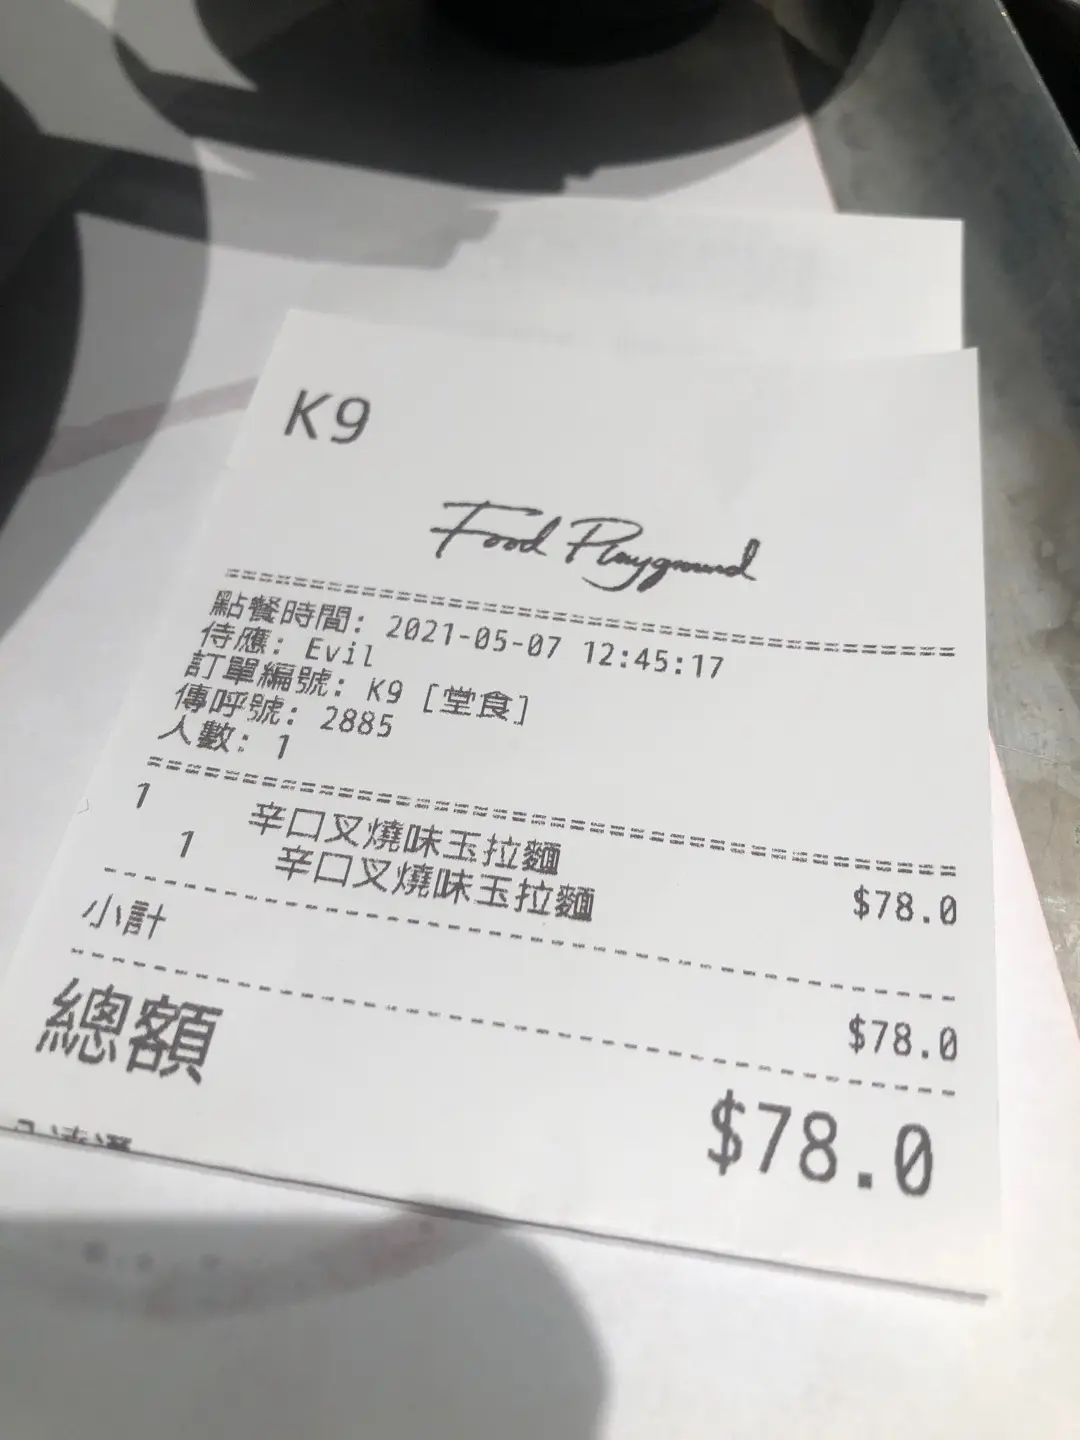 K9
Food Playground
點餐時間: 2021-05-07 12:45:17
侍應: Evil
訂單編號: K9 [堂食]
傳呼號: 2885
人數: 1
1 辛口叉燒味玉拉麵 $78.0
1 辛口叉燒味玉拉麵
小計 $78.0
總額 $78.0